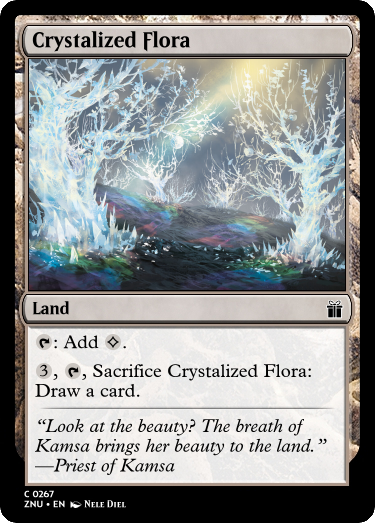 Crystalized Flora
Land
: Add .
3, , Sacrifice Crystalized Flora:
Draw a card.
“Look at the beauty? The breath of
Kamsa brings her beauty to the land.”
—Priest of Kamsa
C 0267
ZNU • EN Nele Diel